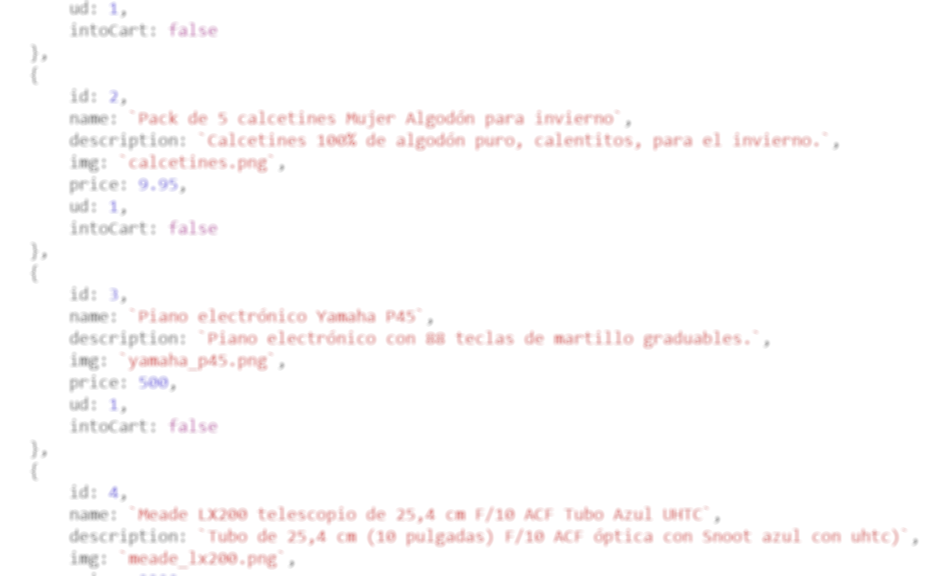 ud: 1,
intoCart: false
},
{
id: 2,
name: `Pack de 5 calcetines Mujer Algodón para invierno`,
description: `Calcetines 100% de algodón puro, calentitos, para el invierno.`,
img: `calcetines.png`,
price: 9.95,
ud: 1,
intoCart: false
},
{
id: 3,
name: `Piano electrónico Yamaha P45`,
description: `Piano electrónico con 88 teclas de martillo graduables.`,
img: `yamaha_p45.png`,
price: 500,
ud: 1,
intoCart: false
},
{
id: 4,
name: `Meade LX200 telescopio de 25,4 cm F/10 ACF Tubo Azul UHTC`,
description: `Tubo de 25,4 cm (10 pulgadas) F/10 ACF óptica con Snoot azul con uhtc)`,
img: `meade_lx200.png`,